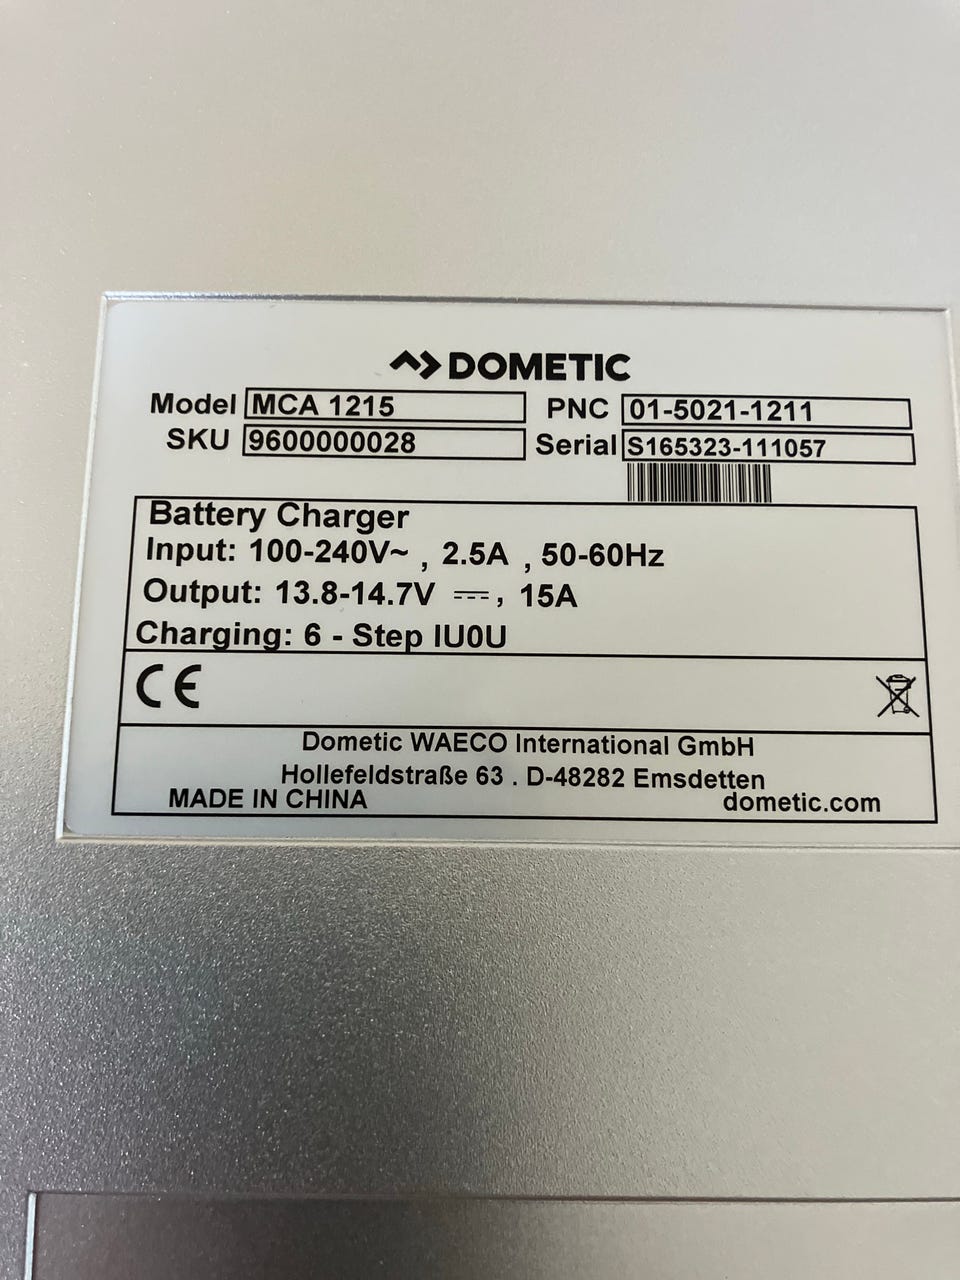 DOMETIC
Model MCA 1215 PNC 01-5021-1211
SKU 9600000028 Serial S165323-111057
Battery Charger
Input: 100-240V~ , 2.5A , 50-60Hz
Output: 13.8-14.7V ⎓ , 15A
Charging: 6 - Step IU0U
CE
Dometic WAECO International GmbH
Hollefeldstraße 63 . D-48282 Emsdetten
MADE IN CHINA dometic.com